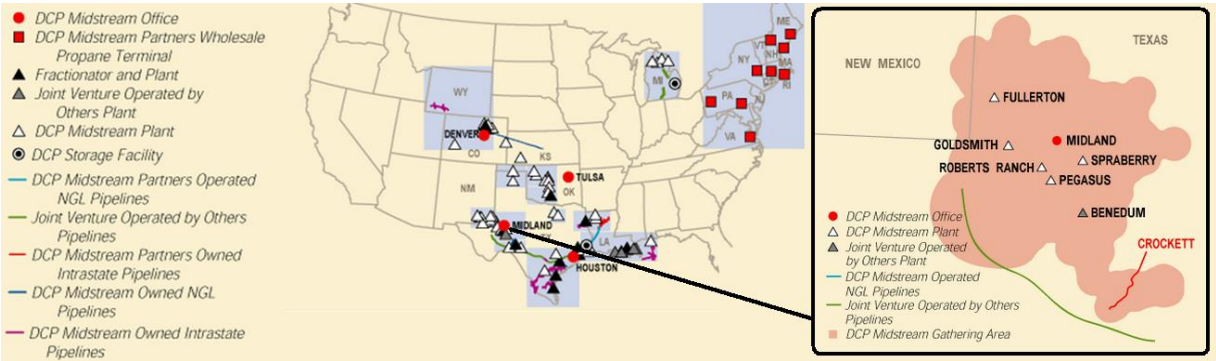 DCP Midstream Office
DCP Midstream Partners Wholesale
Propane Terminal
Fractionator and Plant
Joint Venture Operated by
Others Plant
DCP Midstream Plant
DCP Storage Facility
DCP Midstream Partners Operated
NGL Pipelines
Joint Venture Operated by Others
Pipelines
DCP Midstream Partners Owned
Intrastate Pipelines
DCP Midstream Owned NGL
Pipelines
DCP Midstream Owned Intrastate
Pipelines
WY
DENVER
CO
KS
NM
OK
TULSA
MIDLAND
LA
HOUSTON
MI
ME
VT
NH
NY
MA
RI
PA
VA
NEW MEXICO
TEXAS
FULLERTON
MIDLAND
GOLDSMITH
SPRABERRY
ROBERTS RANCH
PEGASUS
BENEDUM
CROCKETT
DCP Midstream Office
DCP Midstream Plant
Joint Venture Operated
by Others Plant
DCP Midstream Operated
NGL Pipelines
Joint Venture Operated by Others
Pipelines
DCP Midstream Gathering Area